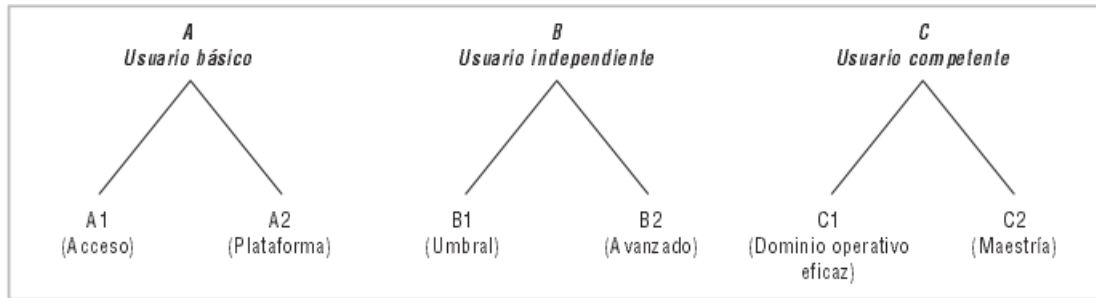 A
Usuario básico
B
Usuario independiente
C
Usuario competente
A1
(Acceso)
A2
(Plataforma)
B1
(Umbral)
B2
(Avanzado)
C1
(Dominio operativo
eficaz)
C2
(Maestría)